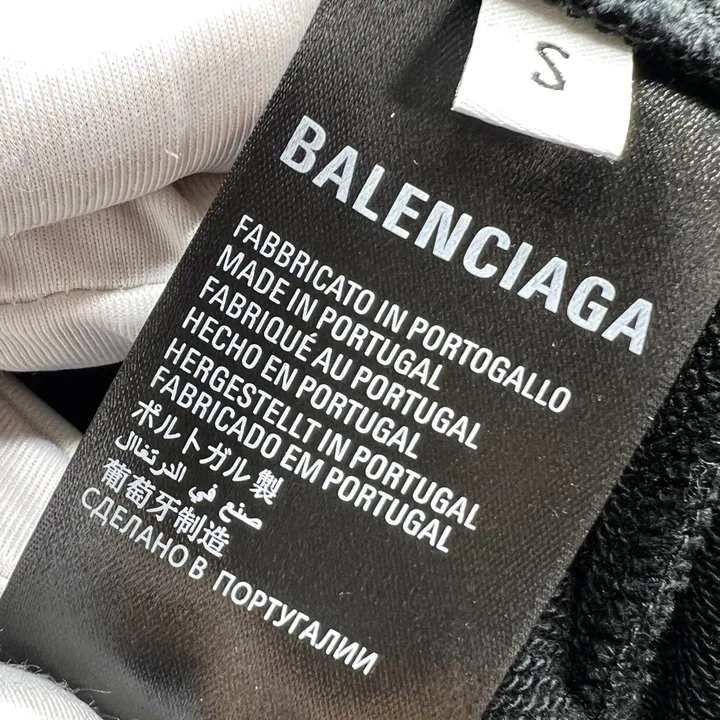 S
BALENCIAGA
FABBRICATO IN PORTOGALLO
MADE IN PORTUGAL
FABRIQUÉ AU PORTUGAL
HECHO EN PORTUGAL
HERGESTELLT IN PORTUGAL
FABRICADO EM PORTUGAL
ポルトガル製
صنع في البرتغال
葡萄牙制造
СДЕЛАНО В ПОРТУГАЛИИ